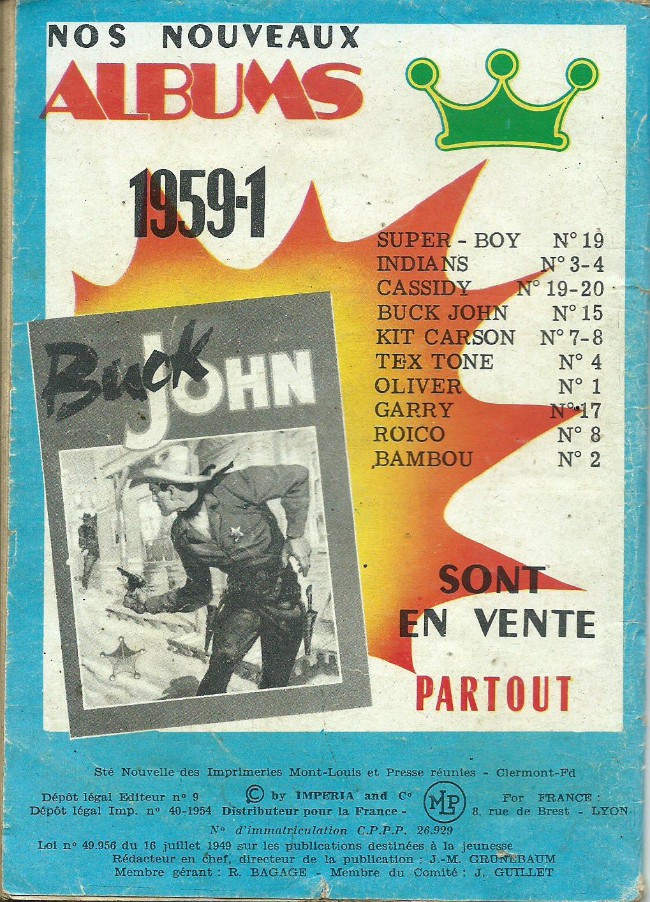 NOS NOUVEAUX
ALBUMS
1959-1
SUPER-BOY N° 19
INDIANS N° 3-4
CASSIDY N° 19-20
BUCK JOHN N° 15
KIT CARSON N° 7-8
TEX TONE N° 4
OLIVER N° 1
GARRY N° 17
ROICO N° 8
BAMBOU N° 2
Buck
JOHN
SONT
EN VENTE
PARTOUT
Sté Nouvelle des Imprimeries Mont-Louis et Presse réunies - Clermont-Fd
Dépôt légal Editeur n° 9 © by IMPERIA and C° MLP For FRANCE :
Dépôt légal Imp. n° 40-1954 Distributeur pour la France - 8, rue de Brest - LYON
N° d'immatriculation C.P.P.P. 26.929
Loi n° 49.956 du 16 juillet 1949 sur les publications destinées à la jeunesse
Rédacteur en chef, directeur de la publication : J.-M. GRUNEBAUM
Membre gérant : R. BAGAGE - Membre du Comité : J. GUILLET